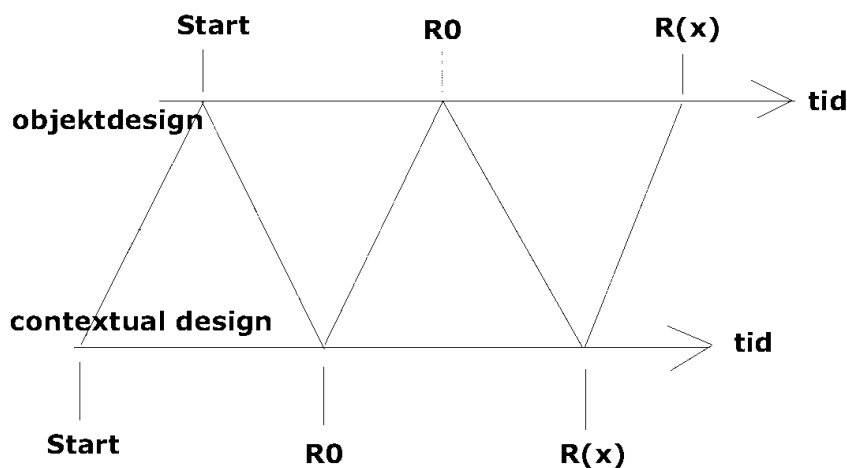 Start
R0
R(x)
tid
objektdesign
contextual design
tid
Start
R0
R(x)